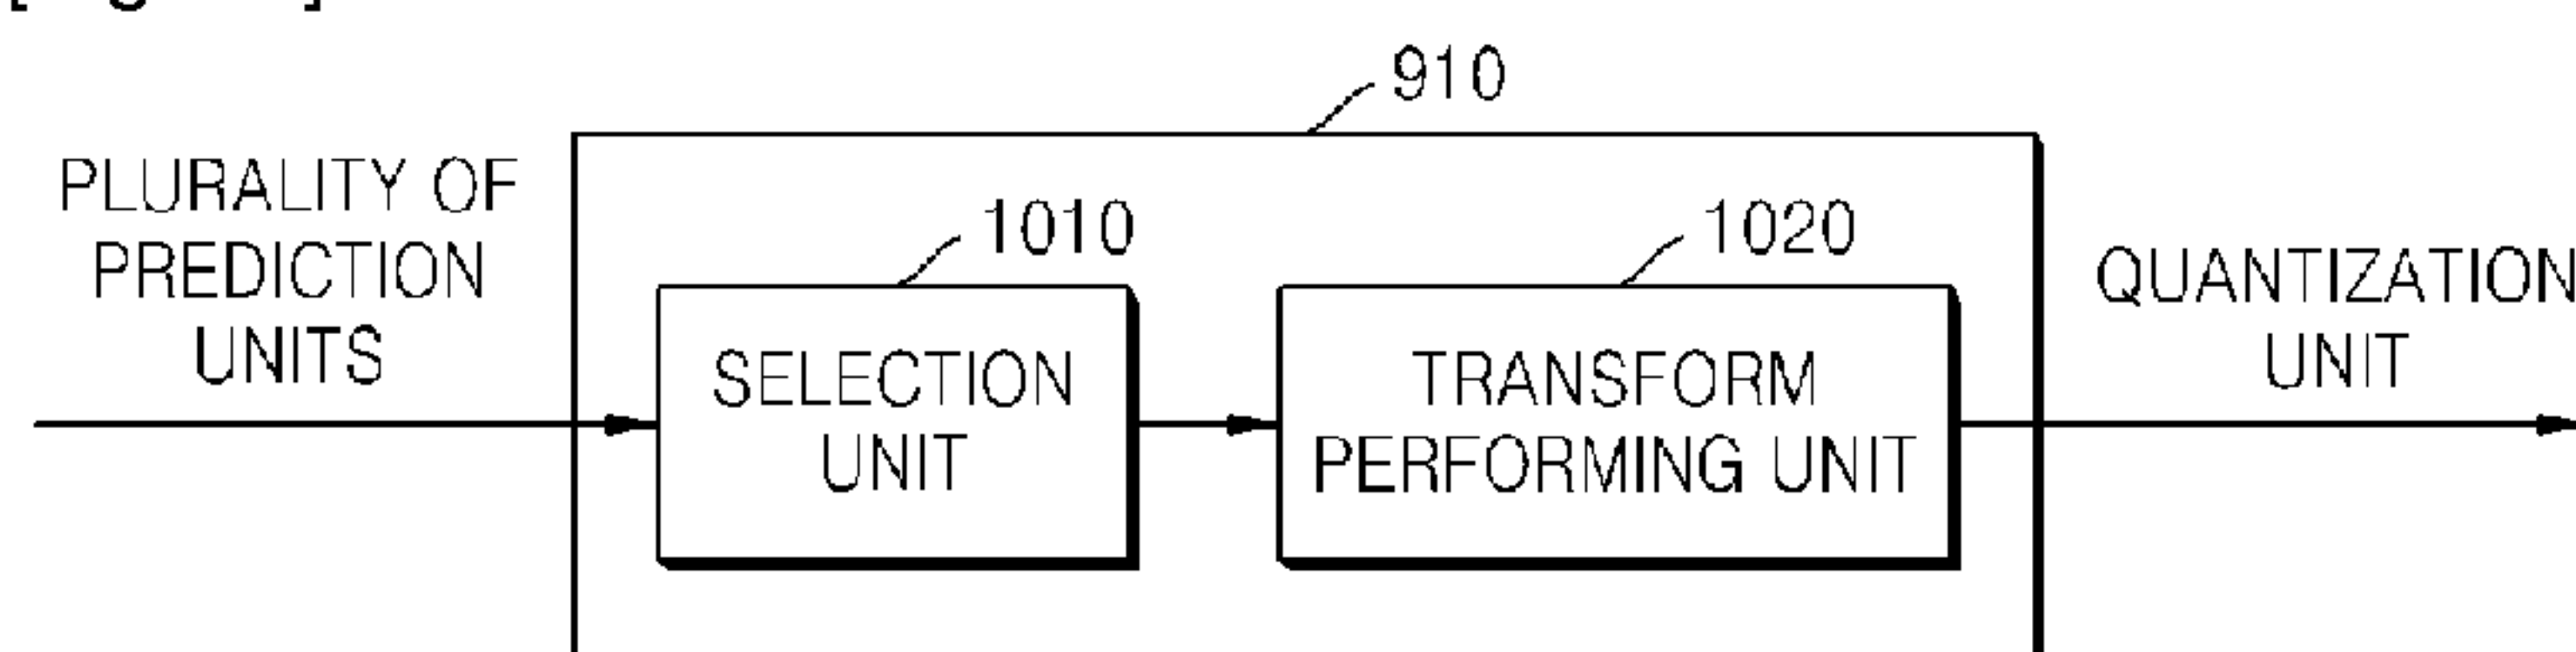 910
PLURALITY OF
PREDICTION
UNITS
1010
1020
QUANTIZATION
UNIT
SELECTION
UNIT
TRANSFORM
PERFORMING UNIT